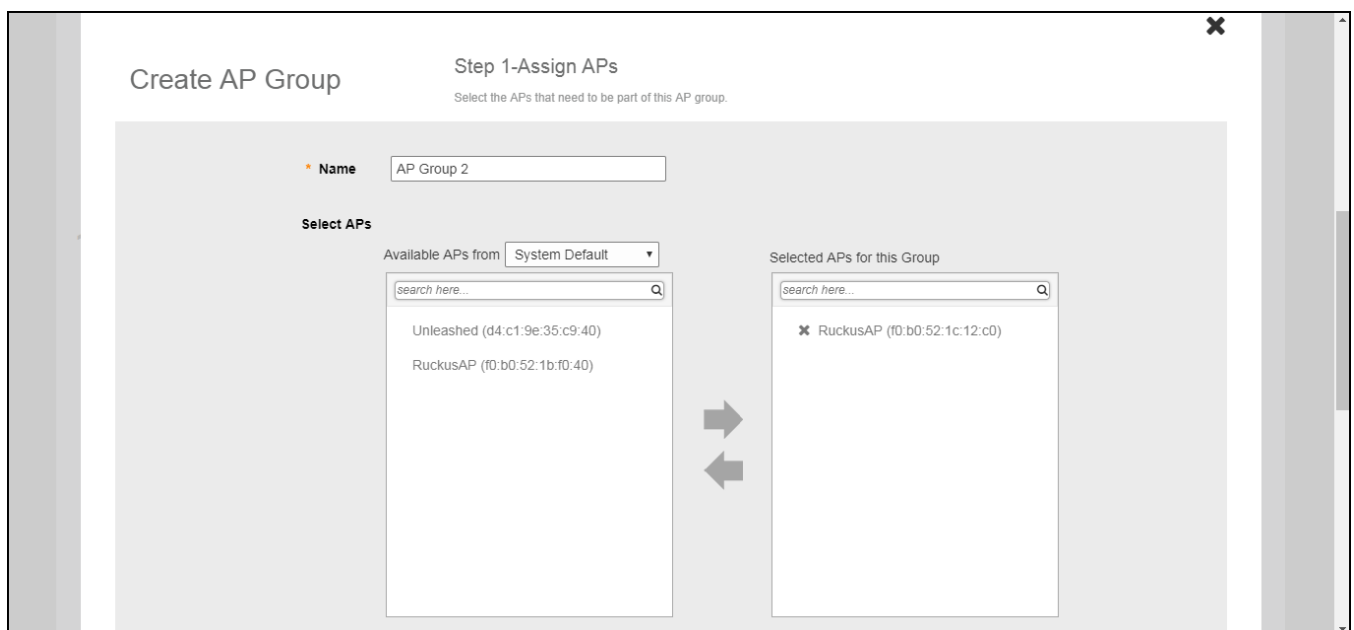 Create AP Group
Step 1-Assign APs
Select the APs that need to be part of this AP group.
* Name
AP Group 2
Select APs
Available APs from System Default
search here...
Unleashed (d4:c1:9e:35:c9:40)
RuckusAP (f0:b0:52:1b:f0:40)
Selected APs for this Group
search here...
RuckusAP (f0:b0:52:1c:12:c0)